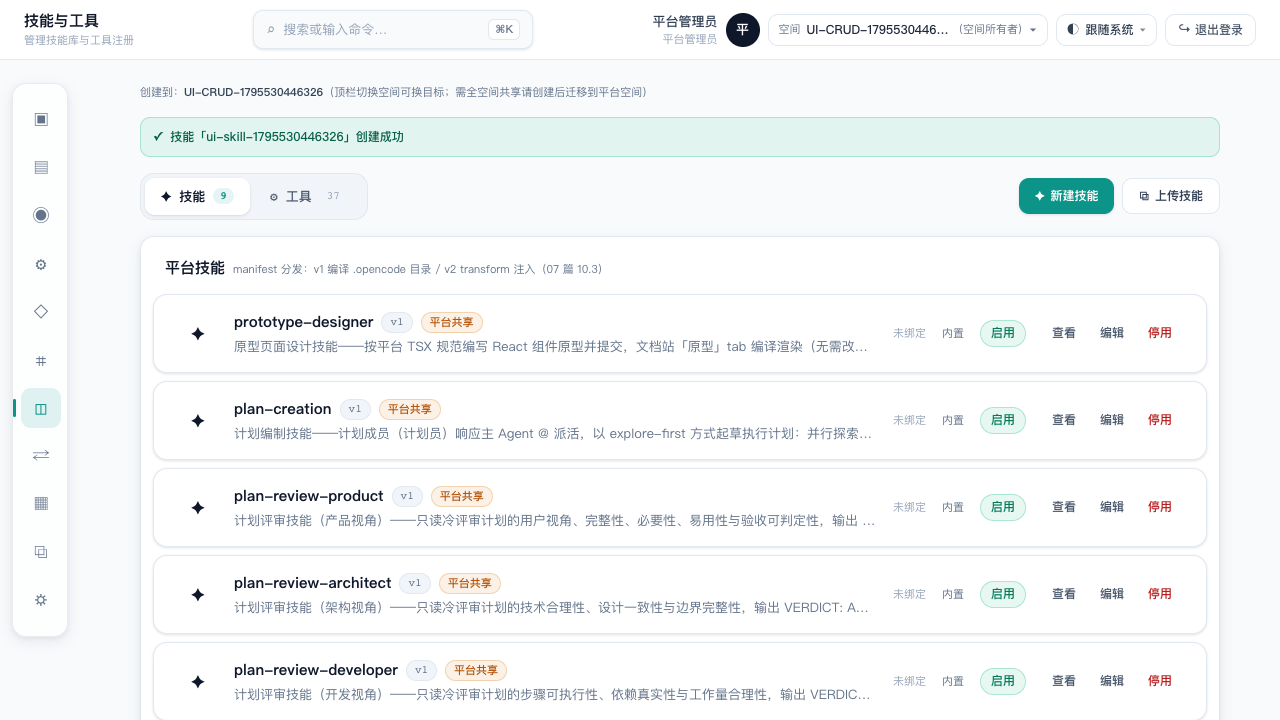 技能与工具
管理技能库与工具注册
搜索或输入命令… ⌘K
平台管理员
平台管理员
平
空间 UI-CRUD-1795530446… (空间所有者)
跟随系统
退出登录
创建到: UI-CRUD-1795530446326 (顶栏切换空间可换目标；需全空间共享请创建后迁移到平台空间)
✓ 技能「ui-skill-1795530446326」创建成功
✦ 技能 9
⚙ 工具 37
✦ 新建技能
上传技能
平台技能 manifest 分发：v1 编译 .opencode 目录 / v2 transform 注入（07 篇 10.3）
prototype-designer v1 平台共享
原型页面设计技能——按平台 TSX 规范编写 React 组件原型并提交，文档站「原型」tab 编译渲染（无需改…
未绑定 内置 启用 查看 编辑 停用
plan-creation v1 平台共享
计划编制技能——计划成员（计划员）响应主 Agent @ 派活，以 explore-first 方式起草执行计划：并行探索…
未绑定 内置 启用 查看 编辑 停用
plan-review-product v1 平台共享
计划评审技能（产品视角）——只读冷评审计划的用户视角、完整性、必要性、易用性与验收可判定性，输出 …
未绑定 内置 启用 查看 编辑 停用
plan-review-architect v1 平台共享
计划评审技能（架构视角）——只读冷评审计划的技术合理性、设计一致性与边界完整性，输出 VERDICT: A…
未绑定 内置 启用 查看 编辑 停用
plan-review-developer v1 平台共享
计划评审技能（开发视角）——只读冷评审计划的步骤可执行性、依赖真实性与工作量合理性，输出 VERDIC…
未绑定 内置 启用 查看 编辑 停用